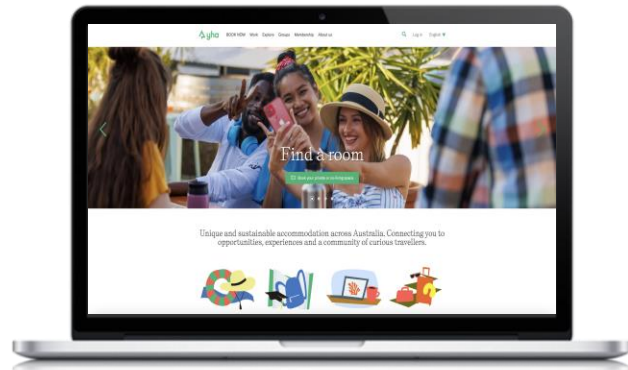 yha
BOOK NOW Work Explore Groups Membership About us
Log in English
Find a room
Unique and sustainable accommodation across Australia. Connecting you to
opportunities, experiences and a community of curious travellers.